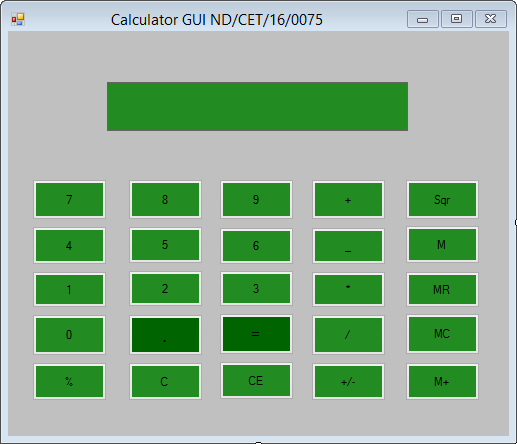 Calculator GUI ND/CET/16/0075
7 8 9 + Sqr
4 5 6 _ M
1 2 3 * MR
0 . = / MC
% C CE +/- M+